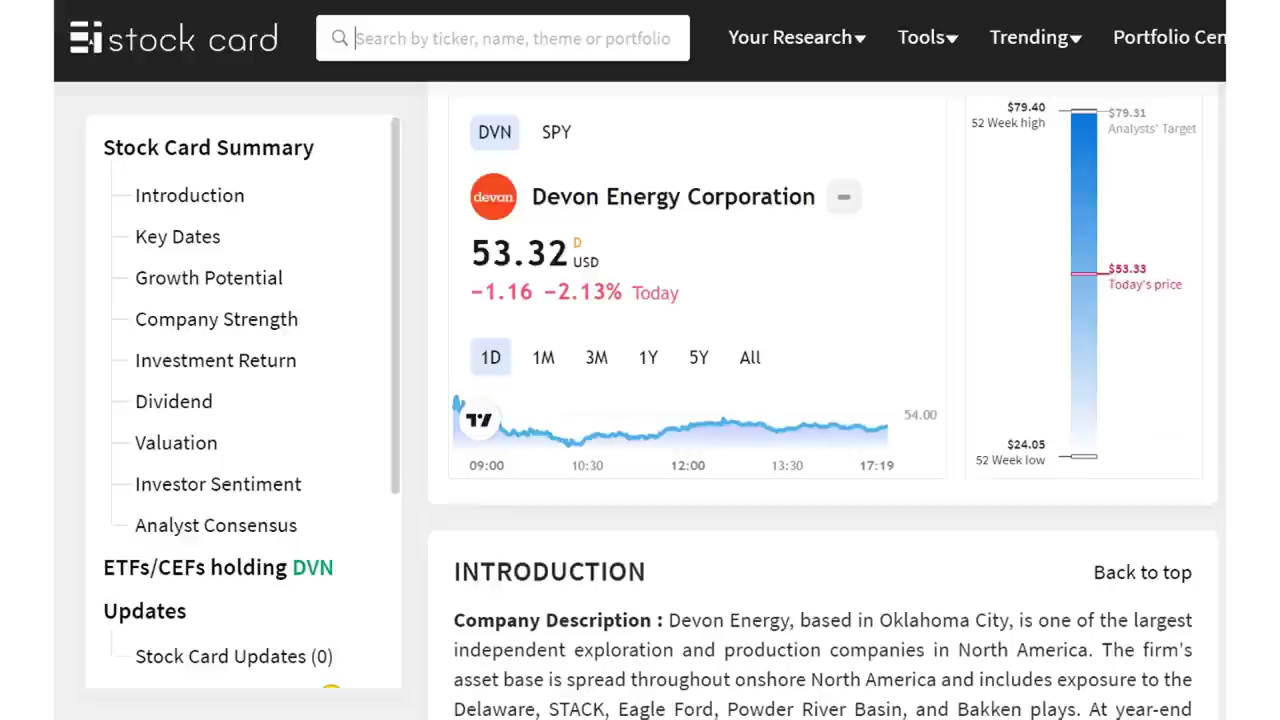 stock card
Search by ticker, name, theme or portfolio
Your Research
Tools
Trending
Portfolio Cen
Stock Card Summary
Introduction
Key Dates
Growth Potential
Company Strength
Investment Return
Dividend
Valuation
Investor Sentiment
Analyst Consensus
ETFs/CEFs holding DVN
Updates
Stock Card Updates (0)
DVN SPY
devon
Devon Energy Corporation
53.32 D USD
−1.16 −2.13% Today
1D 1M 3M 1Y 5Y All
54.00
09:00 10:30 12:00 13:30 17:19
$79.40
52 Week high
$79.31
Analysts' Target
$53.33
Today's price
$24.05
52 Week low
INTRODUCTION
Back to top
Company Description : Devon Energy, based in Oklahoma City, is one of the largest
independent exploration and production companies in North America. The firm's
asset base is spread throughout onshore North America and includes exposure to the
Delaware, STACK, Eagle Ford, Powder River Basin, and Bakken plays. At year-end